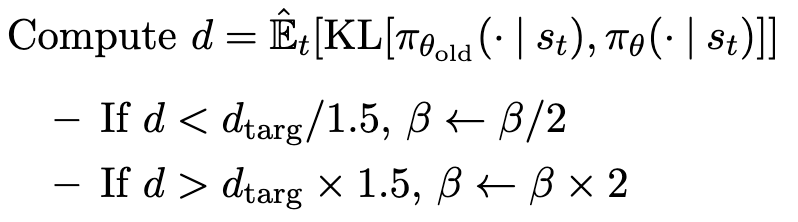 Compute d = Ê_t[KL[π_θ_old(· | s_t), π_θ(· | s_t)]]
– If d < d_targ/1.5, β ← β/2
– If d > d_targ × 1.5, β ← β × 2